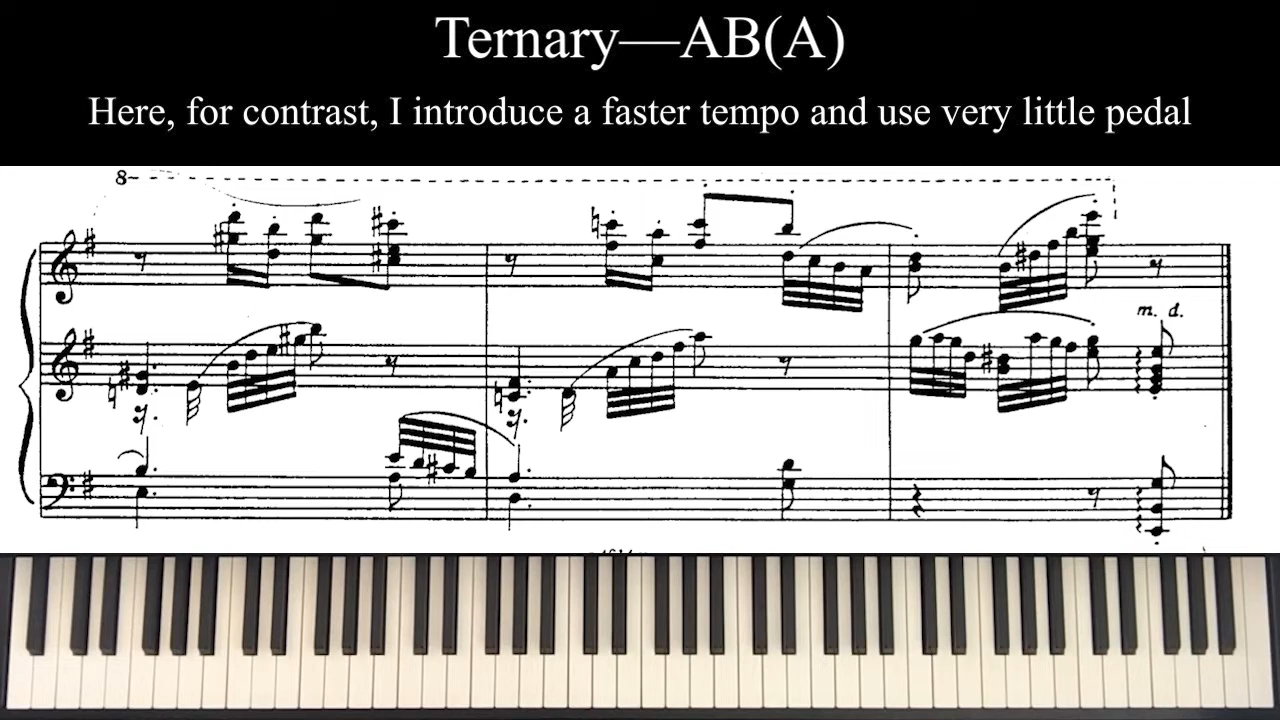 Ternary—AB(A)
Here, for contrast, I introduce a faster tempo and use very little pedal
8
m. d.